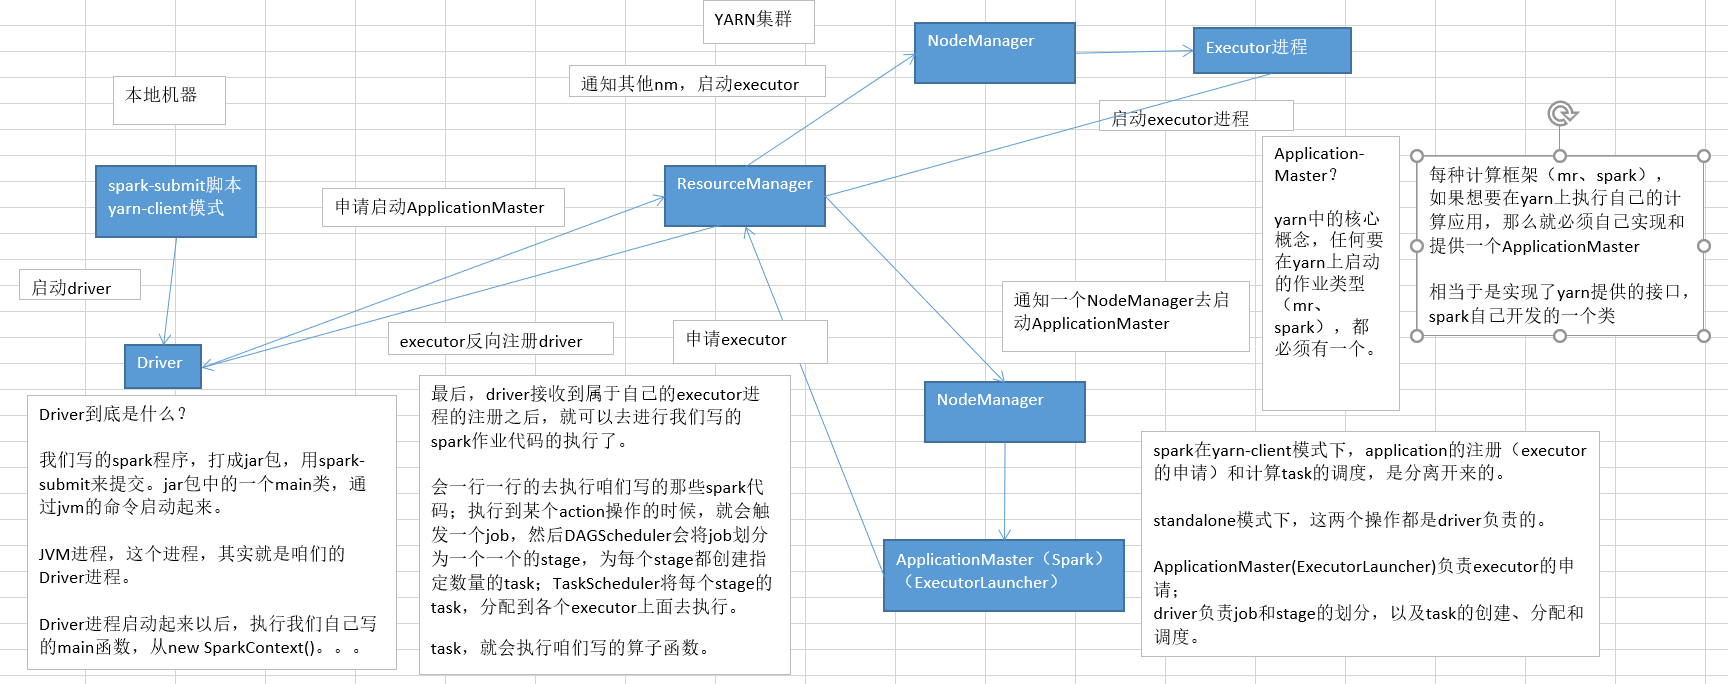 YARN集群
NodeManager
Executor进程
通知其他nm，启动executor
本地机器
启动executor进程
spark-submit脚本
yarn-client模式
申请启动ApplicationMaster
ResourceManager
Application-
Master？
yarn中的核心
概念，任何要
在yarn上启动
的作业类型
（mr、
spark），都
必须有一个。
每种计算框架（mr、spark），
如果想要在yarn上执行自己的计
算应用，那么就必须自己实现和
提供一个ApplicationMaster
相当于是实现了yarn提供的接口，
spark自己开发的一个类
启动driver
executor反向注册driver
申请executor
通知一个NodeManager去启
动ApplicationMaster
Driver
NodeManager
Driver到底是什么？
我们写的spark程序，打成jar包，用spark-
submit来提交。jar包中的一个main类，通
过jvm的命令启动起来。
JVM进程，这个进程，其实就是咱们的
Driver进程。
Driver进程启动起来以后，执行我们自己写
的main函数，从new SparkContext()。。。
最后，driver接收到属于自己的executor进
程的注册之后，就可以去进行我们写的
spark作业代码的执行了。
会一行一行的去执行咱们写的那些spark代
码；执行到某个action操作的时候，就会触
发一个job，然后DAGScheduler会将job划分
为一个一个的stage，为每个stage都创建指
定数量的task；TaskScheduler将每个stage的
task，分配到各个executor上面去执行。
task，就会执行咱们写的算子函数。
ApplicationMaster（Spark）
（ExecutorLauncher）
spark在yarn-client模式下，application的注册（executor
的申请）和计算task的调度，是分离开来的。
standalone模式下，这两个操作都是driver负责的。
ApplicationMaster(ExecutorLauncher)负责executor的申
请；
driver负责job和stage的划分，以及task的创建、分配和
调度。